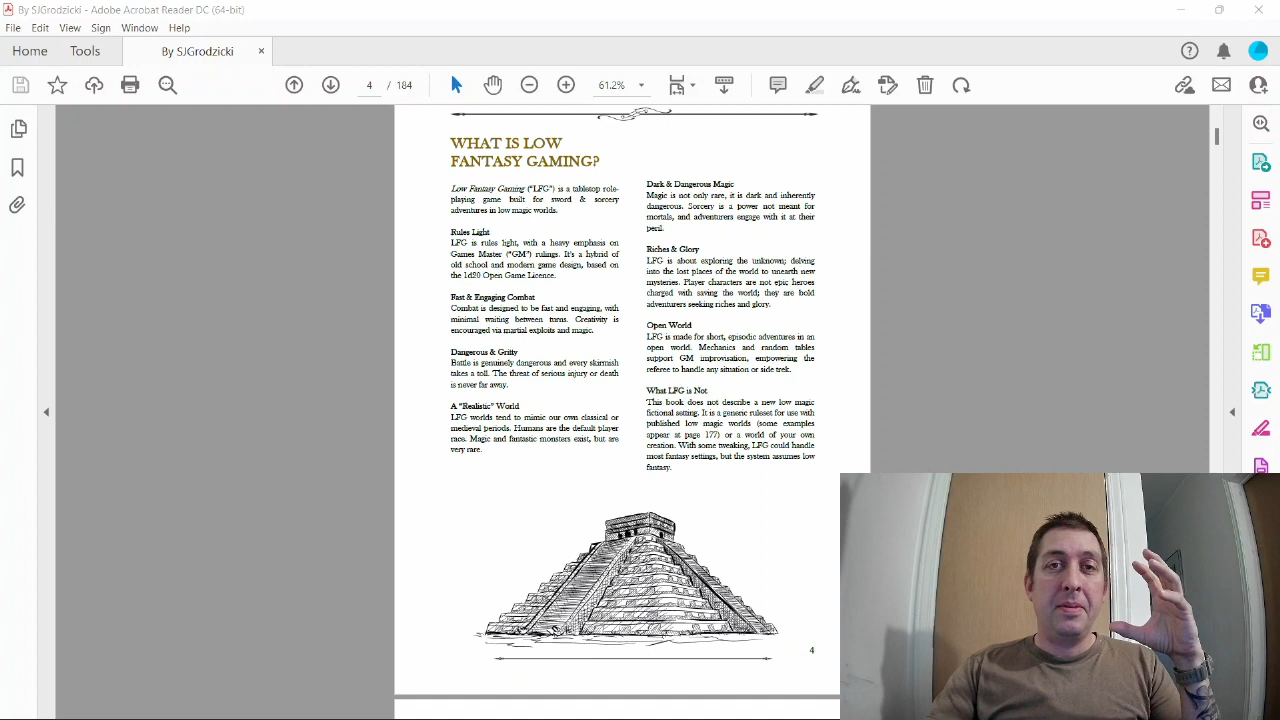 By SJGrodzicki - Adobe Acrobat Reader DC (64-bit)
File Edit View Sign Window Help
Home Tools By SJGrodzicki ×
4 / 184 61.2%
WHAT IS LOW
FANTASY GAMING?
Low Fantasy Gaming ("LFG") is a tabletop role-
playing game built for sword & sorcery
adventures in low magic worlds.
Rules Light
LFG is rules light, with a heavy emphasis on
Games Master ("GM") rulings. It's a hybrid of
old school and modern game design, based on
the 1d20 Open Game Licence.
Fast & Engaging Combat
Combat is designed to be fast and engaging, with
minimal waiting between turns. Creativity is
encouraged via martial exploits and magic.
Dangerous & Gritty
Battle is genuinely dangerous and every skirmish
takes a toll. The threat of serious injury or death
is never far away.
A "Realistic" World
LFG worlds tend to mimic our own classical or
medieval periods. Humans are the default player
race. Magic and fantastic monsters exist, but are
very rare.
Dark & Dangerous Magic
Magic is not only rare, it is dark and inherently
dangerous. Sorcery is a power not meant for
mortals, and adventurers engage with it at their
peril.
Riches & Glory
LFG is about exploring the unknown; delving
into the lost places of the world to unearth new
mysteries. Player characters are not epic heroes
charged with saving the world; they are bold
adventurers seeking riches and glory.
Open World
LFG is made for short, episodic adventures in an
open world. Mechanics and random tables
support GM improvisation, empowering the
referee to handle any situation or side trek.
What LFG is Not
This book does not describe a new low magic
fictional setting. It is a generic ruleset for use with
published low magic worlds (some examples
appear at page 177) or a world of your own
creation. With some tweaking, LFG could handle
most fantasy settings, but the system assumes low
fantasy.
4